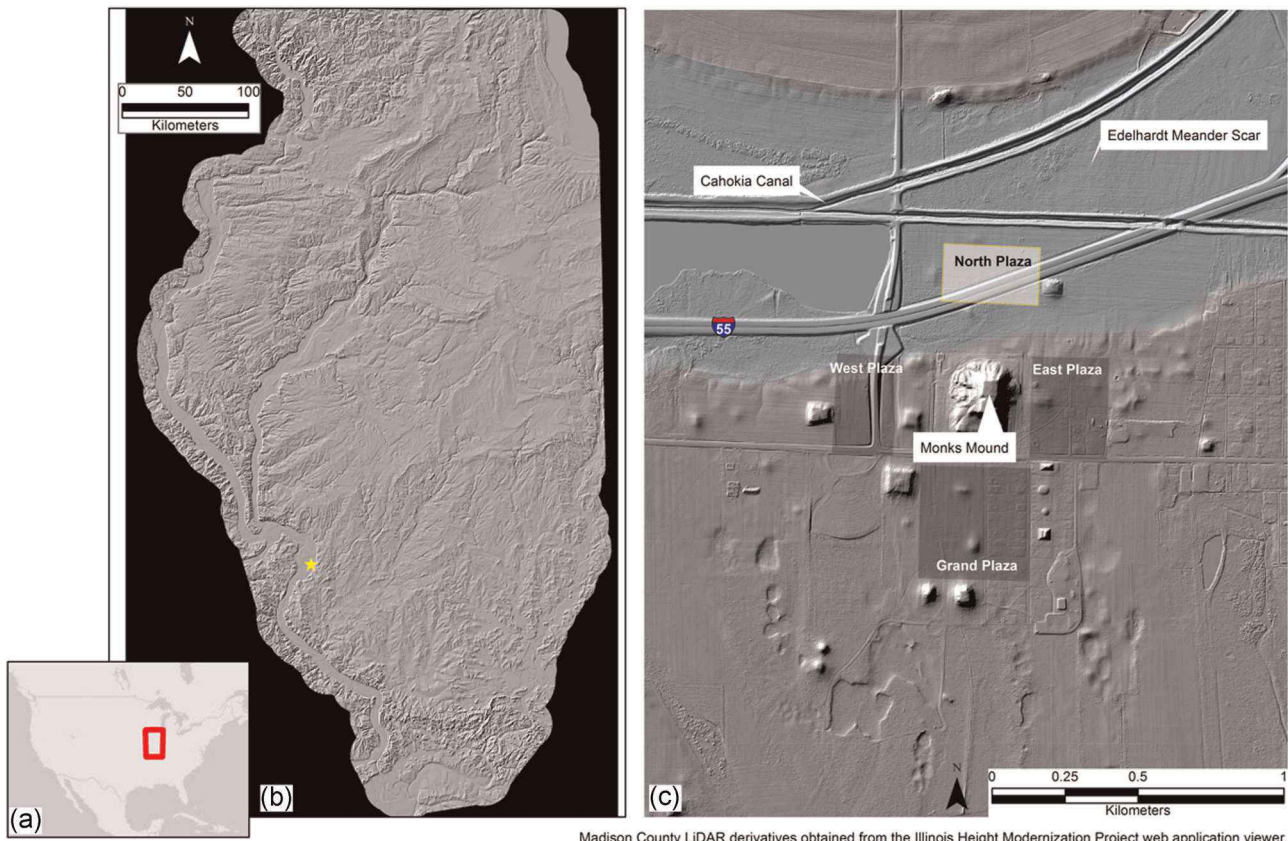 N
0 50 100
Kilometers
(a)
(b)
Edelhardt Meander Scar
Cahokia Canal
North Plaza
55
West Plaza
East Plaza
Monks Mound
Grand Plaza
N
0 0.25 0.5 1
Kilometers
(c)
Madison County LiDAR derivatives obtained from the Illinois Height Modernization Project web application viewer